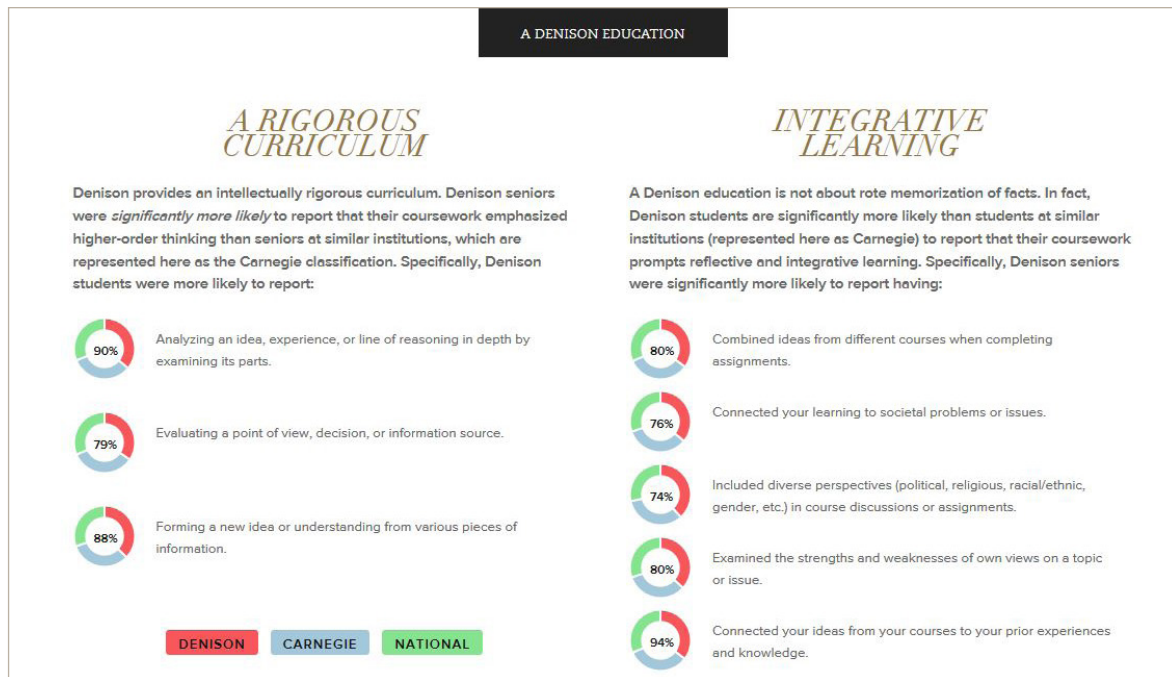 A DENISON EDUCATION
A RIGOROUS
CURRICULUM
Denison provides an intellectually rigorous curriculum. Denison seniors
were significantly more likely to report that their coursework emphasized
higher-order thinking than seniors at similar institutions, which are
represented here as the Carnegie classification. Specifically, Denison
students were more likely to report:
90%
Analyzing an idea, experience, or line of reasoning in depth by
examining its parts.
79%
Evaluating a point of view, decision, or information source.
88%
Forming a new idea or understanding from various pieces of
information.
DENISON
CARNEGIE
NATIONAL
INTEGRATIVE
LEARNING
A Denison education is not about rote memorization of facts. In fact,
Denison students are significantly more likely than students at similar
institutions (represented here as Carnegie) to report that their coursework
prompts reflective and integrative learning. Specifically, Denison seniors
were significantly more likely to report having:
80%
Combined ideas from different courses when completing
assignments.
76%
Connected your learning to societal problems or issues.
74%
Included diverse perspectives (political, religious, racial/ethnic,
gender, etc.) in course discussions or assignments.
80%
Examined the strengths and weaknesses of own views on a topic
or issue.
94%
Connected your ideas from your courses to your prior experiences
and knowledge.